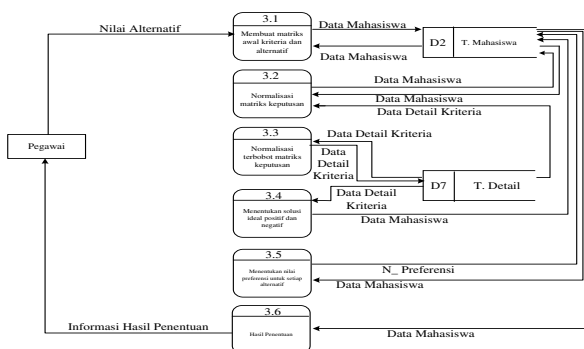 Nilai Alternatif
3.1
Membuat matriks
awal kriteria dan
alternatif
Data Mahasiswa
Data Mahasiswa
D2
T. Mahasiswa
3.2
Normalisasi
matriks keputusan
Data Mahasiswa
Data Mahasiswa
Data Detail Kriteria
Pegawai
3.3
Normalisasi
terbobot matriks
keputusan
Data Detail Kriteria
Data
Detail
Kriteria
D7
T. Detail
3.4
Menentukan solusi
ideal positif dan
negatif
Data Detail
Kriteria
Data Mahasiswa
3.5
Menentukan nilai
preferensi untuk setiap
alternatif
N_ Preferensi
Data Mahasiswa
3.6
Hasil Penentuan
Informasi Hasil Penentuan
Data Mahasiswa